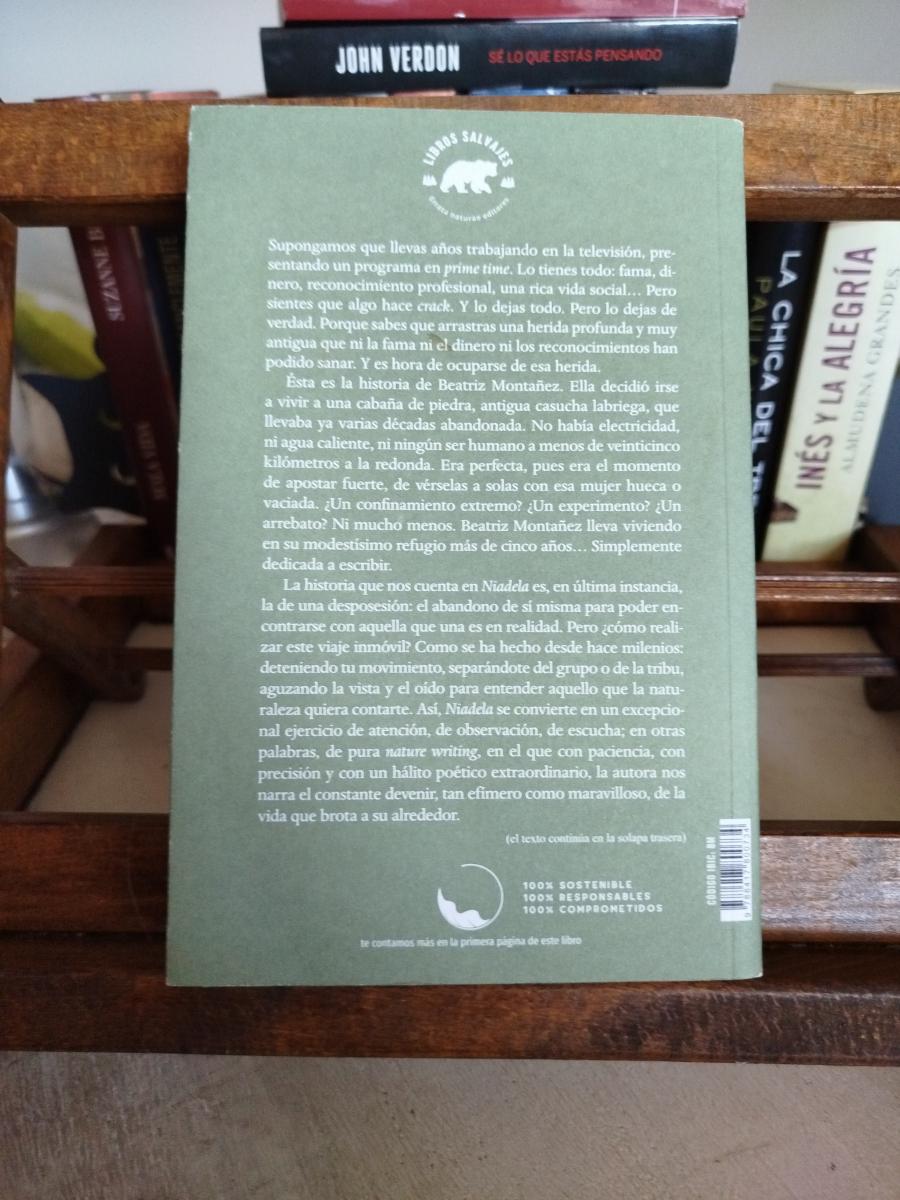 JOHN VERDON SÉ LO QUE ESTÁS PENSANDO
LIBROS SALVAJES
errata naturae editores
Supongamos que llevas años trabajando en la televisión, pre-
sentando un programa en prime time. Lo tienes todo: fama, di-
nero, reconocimiento profesional, una rica vida social... Pero
sientes que algo hace crack. Y lo dejas todo. Pero lo dejas de
verdad. Porque sabes que arrastras una herida profunda y muy
antigua que ni la fama ni el dinero ni los reconocimientos han
podido sanar. Y es hora de ocuparse de esa herida.
Ésta es la historia de Beatriz Montañez. Ella decidió irse
a vivir a una cabaña de piedra, antigua casucha labriega, que
llevaba ya varias décadas abandonada. No había electricidad,
ni agua caliente, ni ningún ser humano a menos de veinticinco
kilómetros a la redonda. Era perfecta, pues era el momento
de apostar fuerte, de vérselas a solas con esa mujer hueca o
vaciada. ¿Un confinamiento extremo? ¿Un experimento? ¿Un
arrebato? Ni mucho menos. Beatriz Montañez lleva viviendo
en su modestísimo refugio más de cinco años... Simplemente
dedicada a escribir.
La historia que nos cuenta en Niadela es, en última instancia,
la de una desposesión: el abandono de sí misma para poder en-
contrarse con aquella que una es en realidad. Pero ¿cómo reali-
zar este viaje inmóvil? Como se ha hecho desde hace milenios:
deteniendo tu movimiento, separándote del grupo o de la tribu,
aguzando la vista y el oído para entender aquello que la natu-
raleza quiera contarte. Así, Niadela se convierte en un excepcio-
nal ejercicio de atención, de observación, de escucha; en otras
palabras, de pura nature writing, en el que con paciencia, con
precisión y con un hálito poético extraordinario, la autora nos
narra el constante devenir, tan efímero como maravilloso, de la
vida que brota a su alrededor.
(el texto continúa en la solapa trasera)
100% SOSTENIBLE
100% RESPONSABLES
100% COMPROMETIDOS
te contamos más en la primera página de este libro
CÓDIGO IBIC: BM
SUZANNE
LA CHICA DEL
PAULA
INÉS Y LA ALEGRÍA
ALMUDENA GRANDES